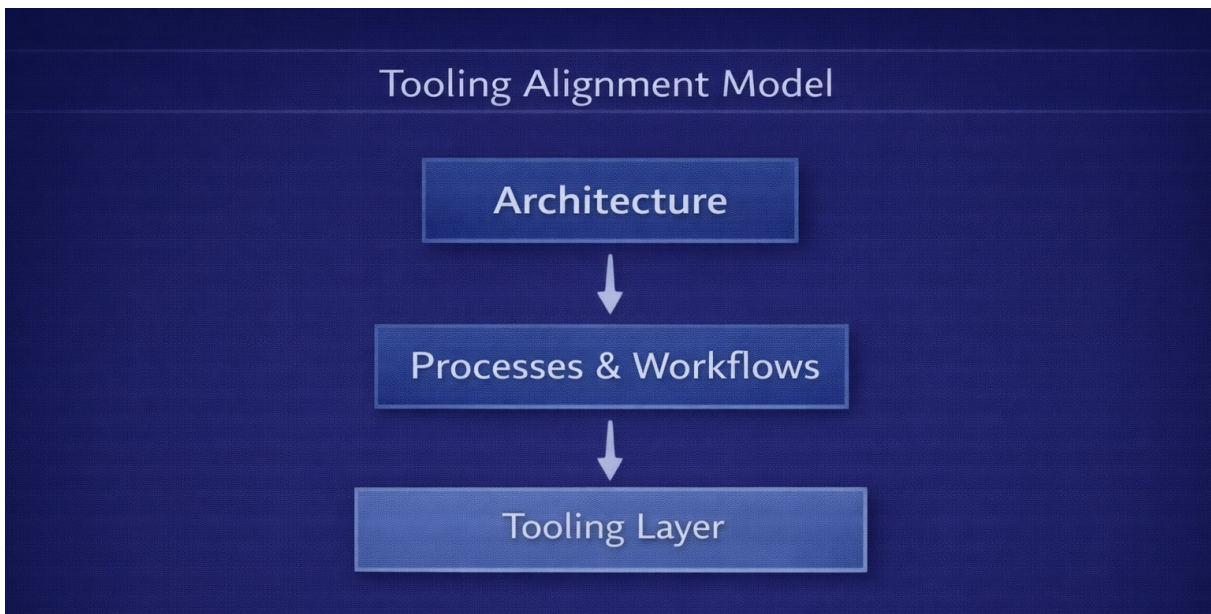 Tooling Alignment Model
Architecture
Processes & Workflows
Tooling Layer